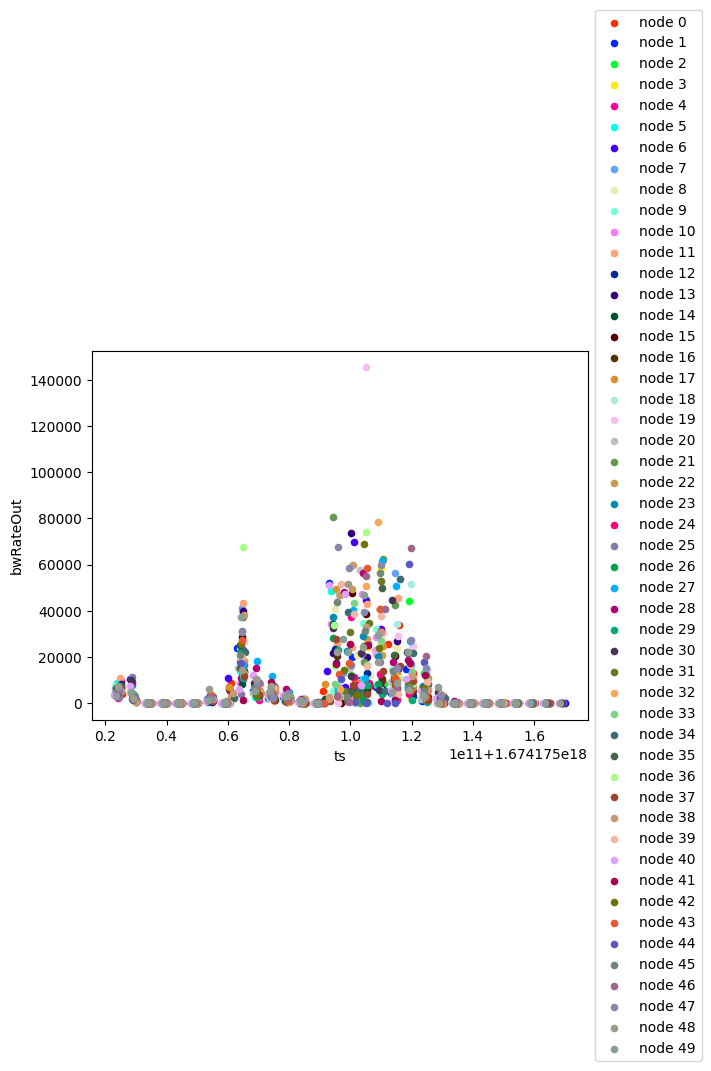 node 0
node 1
node 2
node 3
node 4
node 5
node 6
node 7
node 8
node 9
node 10
node 11
node 12
node 13
node 14
node 15
node 16
node 17
node 18
node 19
node 20
node 21
node 22
node 23
node 24
node 25
node 26
node 27
node 28
node 29
node 30
node 31
node 32
node 33
node 34
node 35
node 36
node 37
node 38
node 39
node 40
node 41
node 42
node 43
node 44
node 45
node 46
node 47
node 48
node 49
140000
120000
100000
80000
60000
40000
20000
0
bwRateOut
0.2 0.4 0.6 0.8 1.0 1.2 1.4 1.6
ts
1e11+1.674175e18